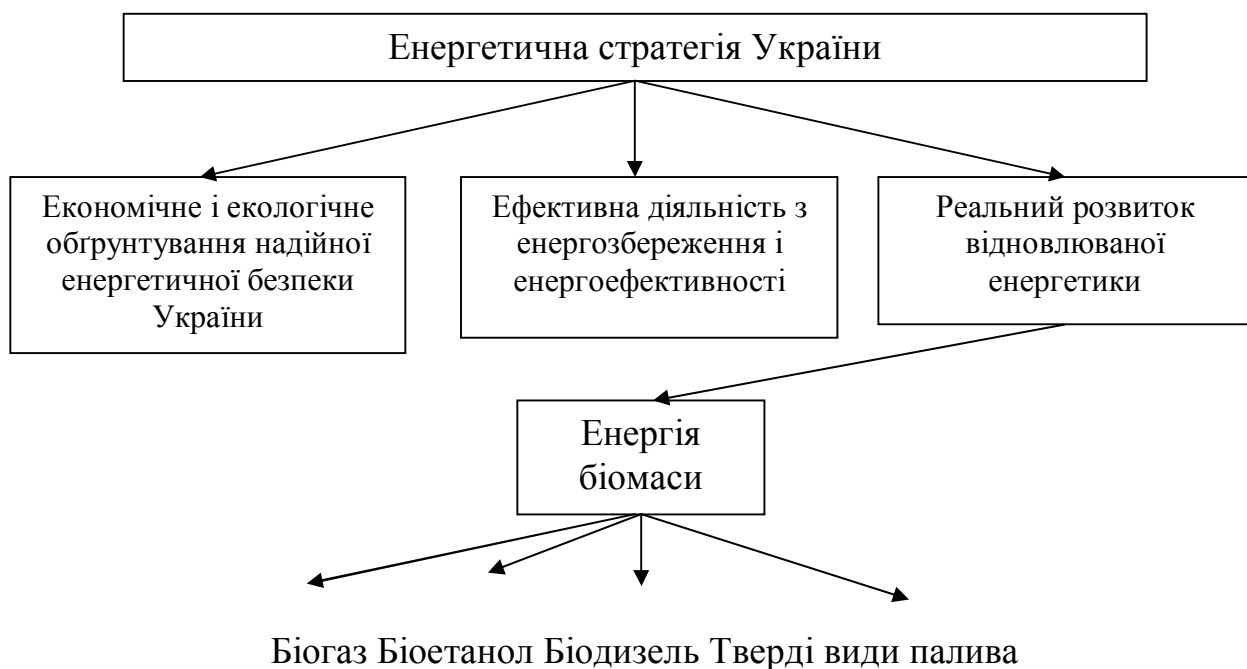 Енергетична стратегія України
Економічне і екологічне
обґрунтування надійної
енергетичної безпеки
України
Ефективна діяльність з
енергозбереження і
енергоефективності
Реальний розвиток
відновлюваної
енергетики
Енергія
біомаси
Біогаз Біоетанол Біодизель Тверді види палива